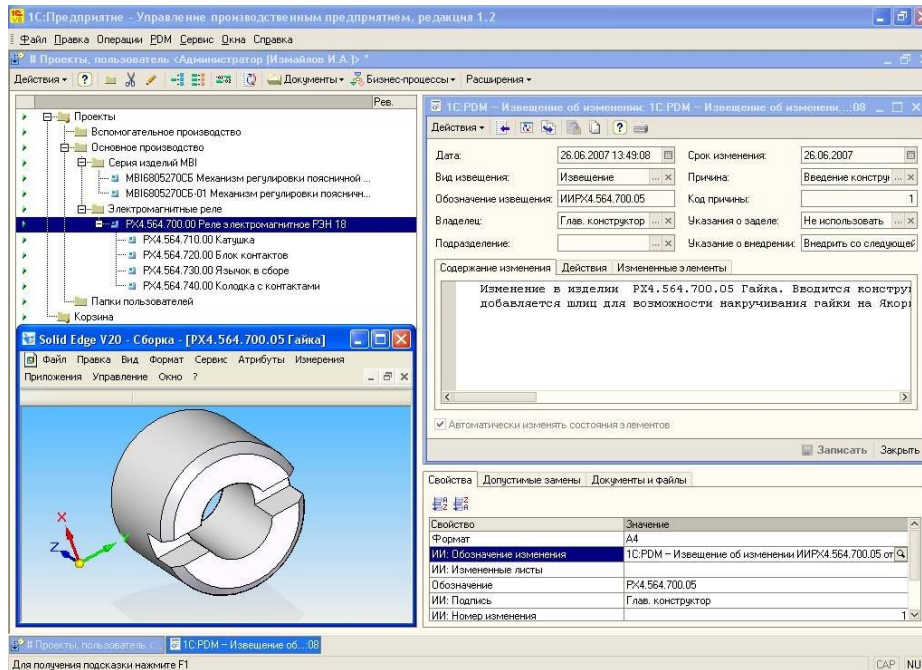 1С:Предприятие - Управление производственным предприятием, редакция 1.2
Файл Правка Операции PDM Сервис Окна Справка
# Проекты, пользователь <Администратор (Измайлов И.А.)> *
Действия Документы Бизнес-процессы Расширения
Рев.
Проекты
Вспомогательное производство
Основное производство
Серия изделий MBI
MBI6805270СБ Механизм регулировки поясничной ...
MBI6805270СБ-01 Механизм регулировки поясничн...
Электромагнитные реле
РХ4.564.700.00 Реле электромагнитное РЭН 18
РХ4.564.710.00 Катушка
РХ4.564.720.00 Блок контактов
РХ4.564.730.00 Язычок в сборе
РХ4.564.740.00 Колодка с контактами
Папки пользователей
Корзина
Solid Edge V20 - Сборка - [РХ4.564.700.05 Гайка]
Файл Правка Вид Формат Сервис Атрибуты Измерения
Приложения Управление Окно ?
X
Y
Z
1С:PDM – Извещение об изменении: 1С:PDM – Извещение об изменени...:08
Действия
Дата: 26.06.2007 13:49:08 Срок изменения: 26.06.2007
Вид извещения: Извещение ... Причина: Введение конструк ...
Обозначение извещения: ИИРХ4.564.700.05 Код причины: 1
Владелец: Глав. конструктор ... Указания о заделе: Не использовать ...
Подразделение: ... Указание о внедрении: Внедрить со следующей
Содержание изменения Действия Измененные элементы
Изменение в изделии РХ4.564.700.05 Гайка. Вводится констру
добавляется шлиц для возможности накручивания гайки на Якор
Автоматически изменять состояния элементов
Записать Закрыть
Свойства Допустимые замены Документы и файлы
Свойство Значение
Формат А4
ИИ: Обозначение изменения 1С:PDM – Извещение об изменении ИИРХ4.564.700.05 от
ИИ: Измененные листы
Обозначение РХ4.564.700.05
ИИ: Подпись Глав. конструктор
ИИ: Номер изменения 1
# Проекты, пользователь <... 1С:PDM – Извещение об...:08
Для получения подсказки нажмите F1
CAP NU